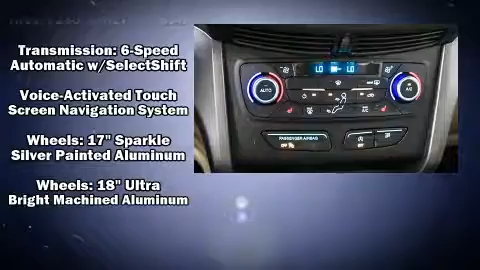 Transmission: 6-Speed
Automatic w/SelectShift
Voice-Activated Touch
Screen Navigation System
Wheels: 17" Sparkle
Silver Painted Aluminum
Wheels: 18" Ultra
Bright Machined Aluminum
LO LO
AUTO
A/C
PASSENGER AIRBAG
OFF